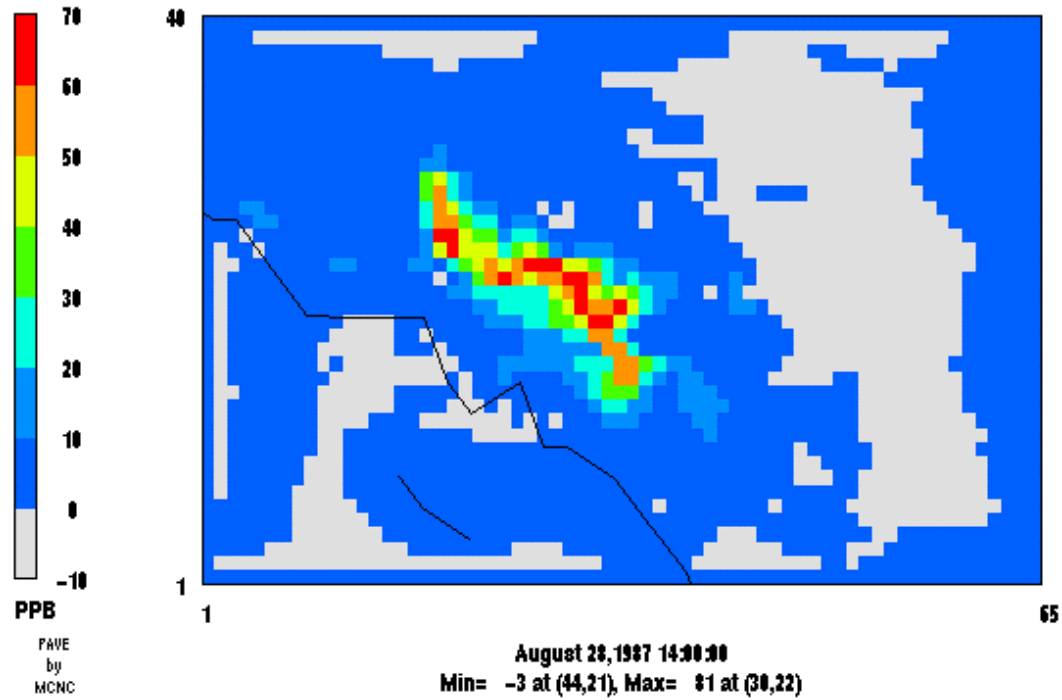 70
60
50
40
30
20
10
0
-10
PPB
PAVE
by
MCNC
40
1
1
65
August 28,1987 14:00:00
Min= -3 at (44,21), Max= 81 at (30,22)